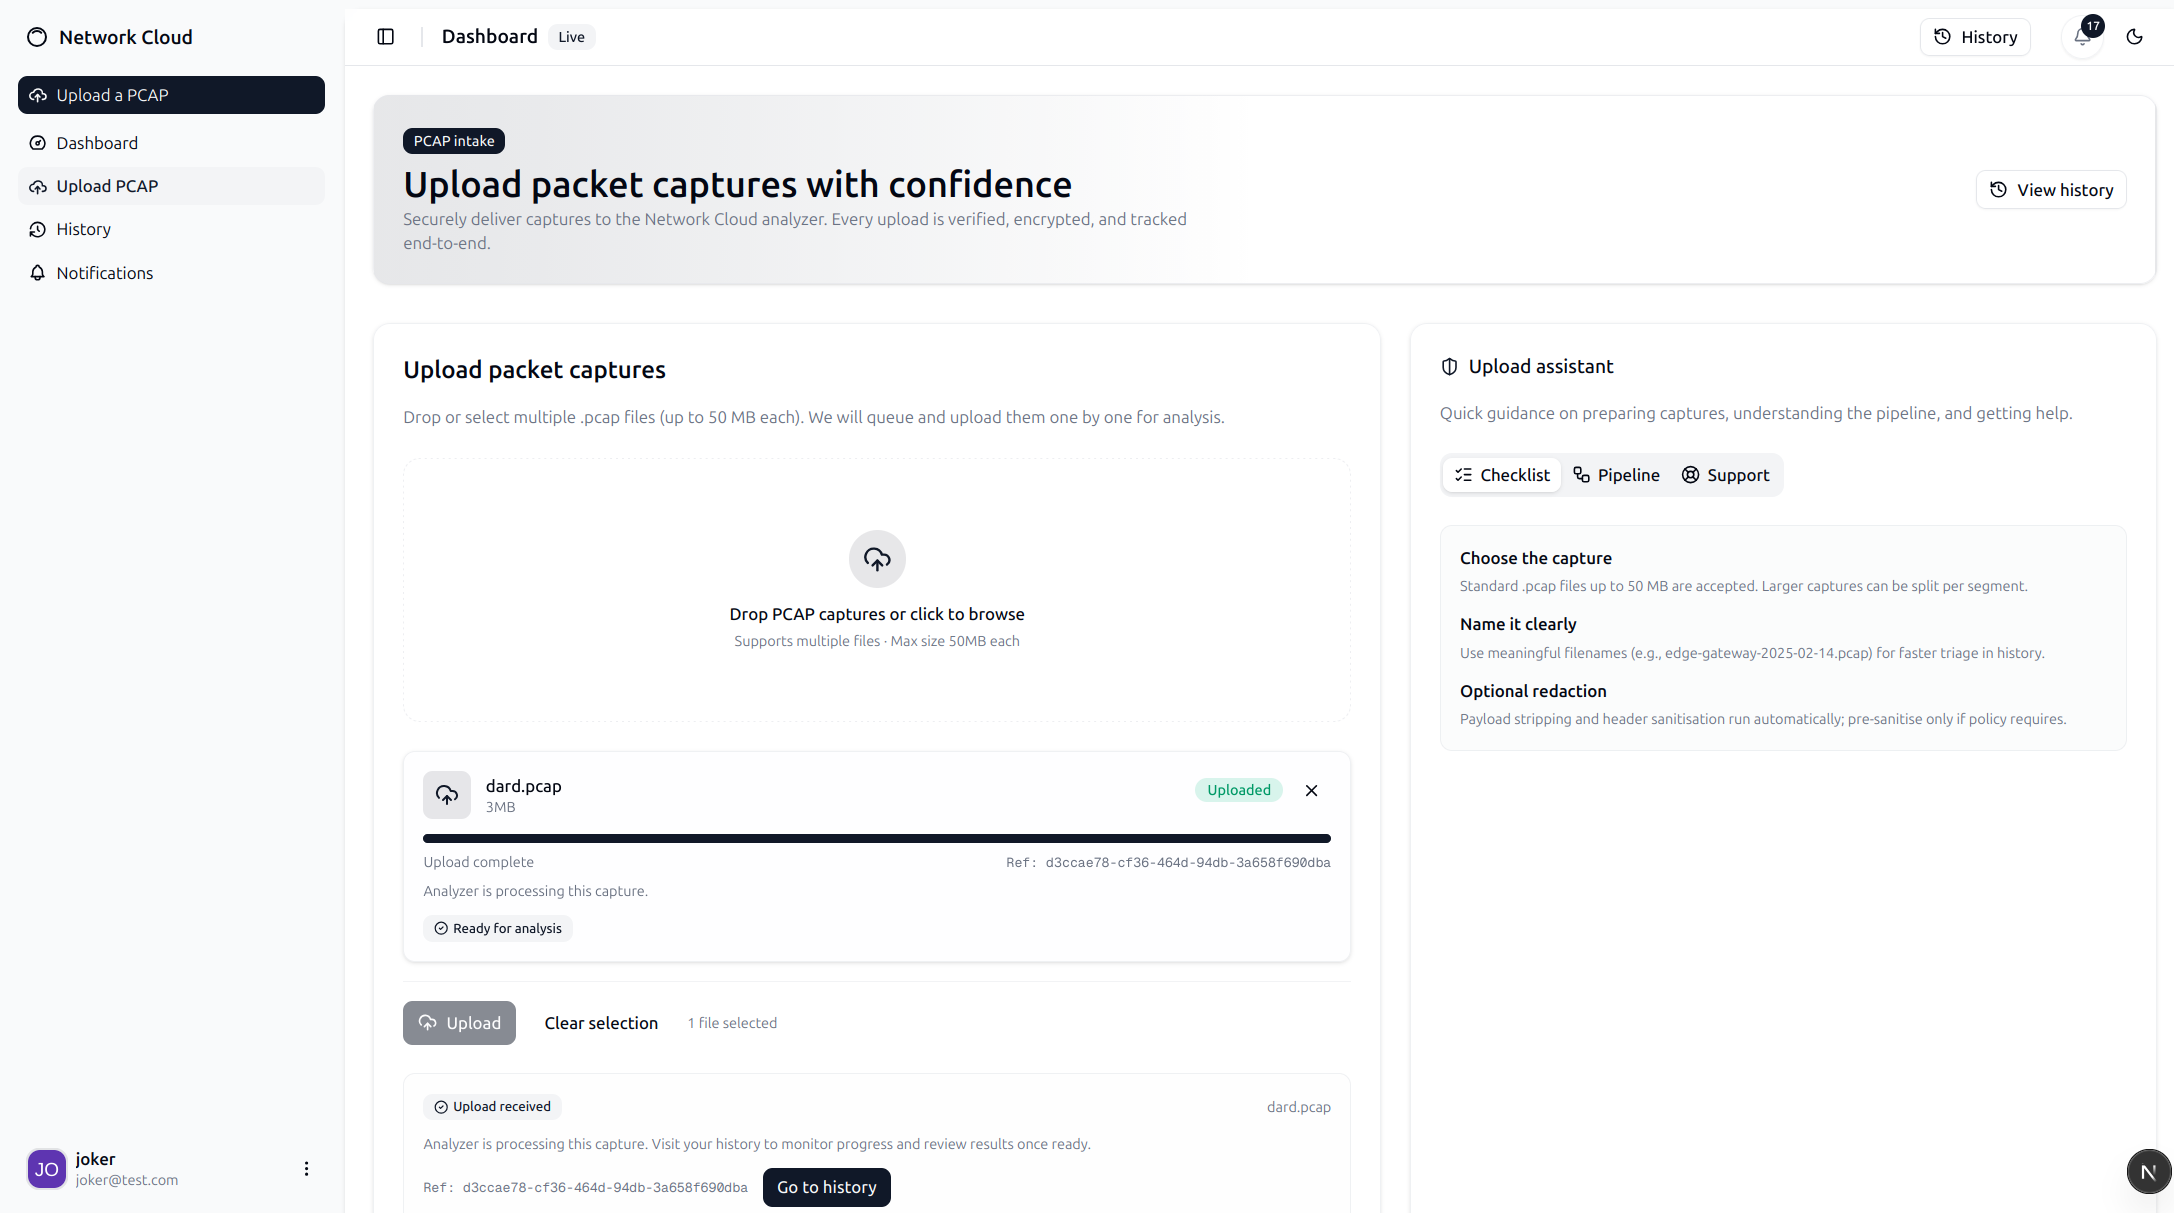 Network Cloud
Upload a PCAP
Dashboard
Upload PCAP
History
Notifications
JO
joker
joker@test.com
Dashboard
Live
History
17
PCAP intake
Upload packet captures with confidence
Securely deliver captures to the Network Cloud analyzer. Every upload is verified, encrypted, and tracked
end-to-end.
View history
Upload packet captures
Drop or select multiple .pcap files (up to 50 MB each). We will queue and upload them one by one for analysis.
Drop PCAP captures or click to browse
Supports multiple files · Max size 50MB each
dard.pcap
3MB
Uploaded
Upload complete
Ref: d3ccae78-cf36-464d-94db-3a658f690dba
Analyzer is processing this capture.
Ready for analysis
Upload
Clear selection
1 file selected
Upload received
dard.pcap
Analyzer is processing this capture. Visit your history to monitor progress and review results once ready.
Ref: d3ccae78-cf36-464d-94db-3a658f690dba
Go to history
Upload assistant
Quick guidance on preparing captures, understanding the pipeline, and getting help.
Checklist
Pipeline
Support
Choose the capture
Standard .pcap files up to 50 MB are accepted. Larger captures can be split per segment.
Name it clearly
Use meaningful filenames (e.g., edge-gateway-2025-02-14.pcap) for faster triage in history.
Optional redaction
Payload stripping and header sanitisation run automatically; pre-sanitise only if policy requires.
N